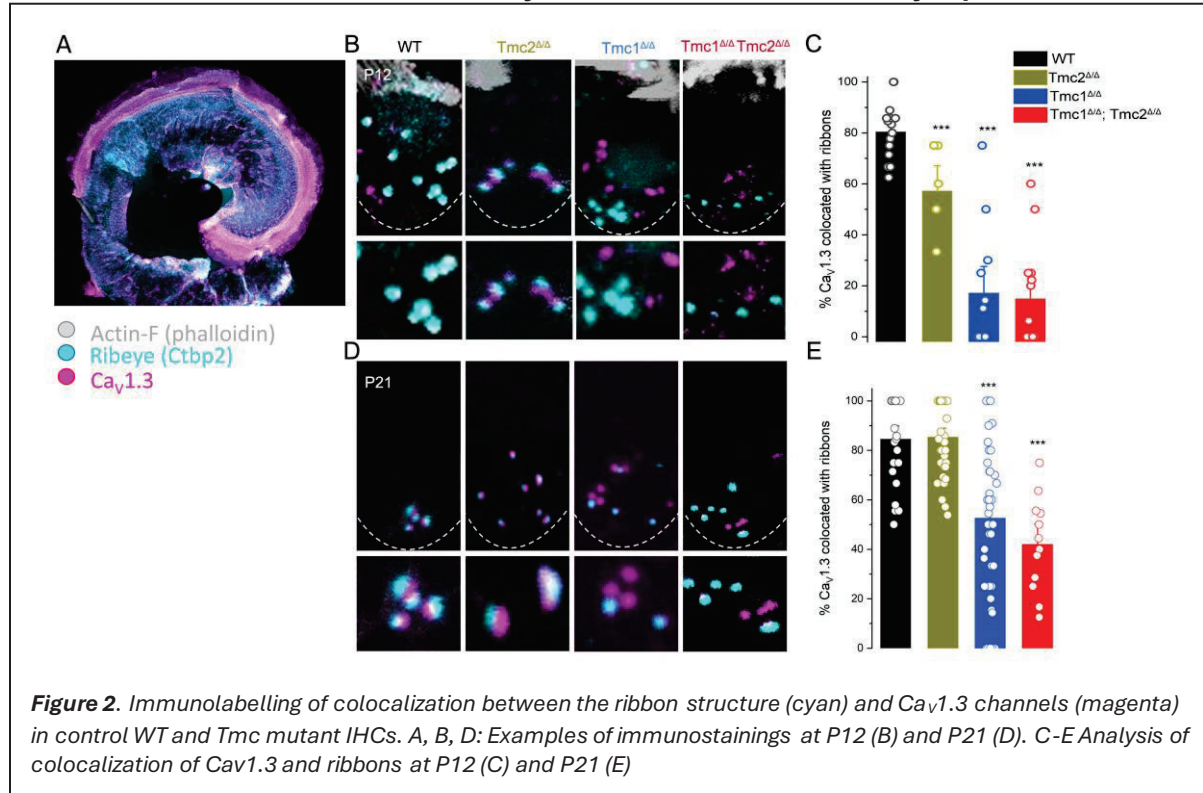 A
B
WT
Tmc2Δ/Δ
Tmc1Δ/Δ
Tmc1Δ/Δ Tmc2Δ/Δ
P12
C
WT
Tmc2Δ/Δ
Tmc1Δ/Δ
Tmc1Δ/Δ; Tmc2Δ/Δ
% CaV1.3 colocated with ribbons
100
80
60
40
20
0
***
***
***
Actin-F (phalloidin)
Ribeye (Ctbp2)
CaV1.3
D
P21
E
% CaV1.3 colocated with ribbons
100
80
60
40
20
0
***
***
Figure 2. Immunolabelling of colocalization between the ribbon structure (cyan) and CaV1.3 channels (magenta)
in control WT and Tmc mutant IHCs. A, B, D: Examples of immunostainings at P12 (B) and P21 (D). C-E Analysis of
colocalization of Cav1.3 and ribbons at P12 (C) and P21 (E)